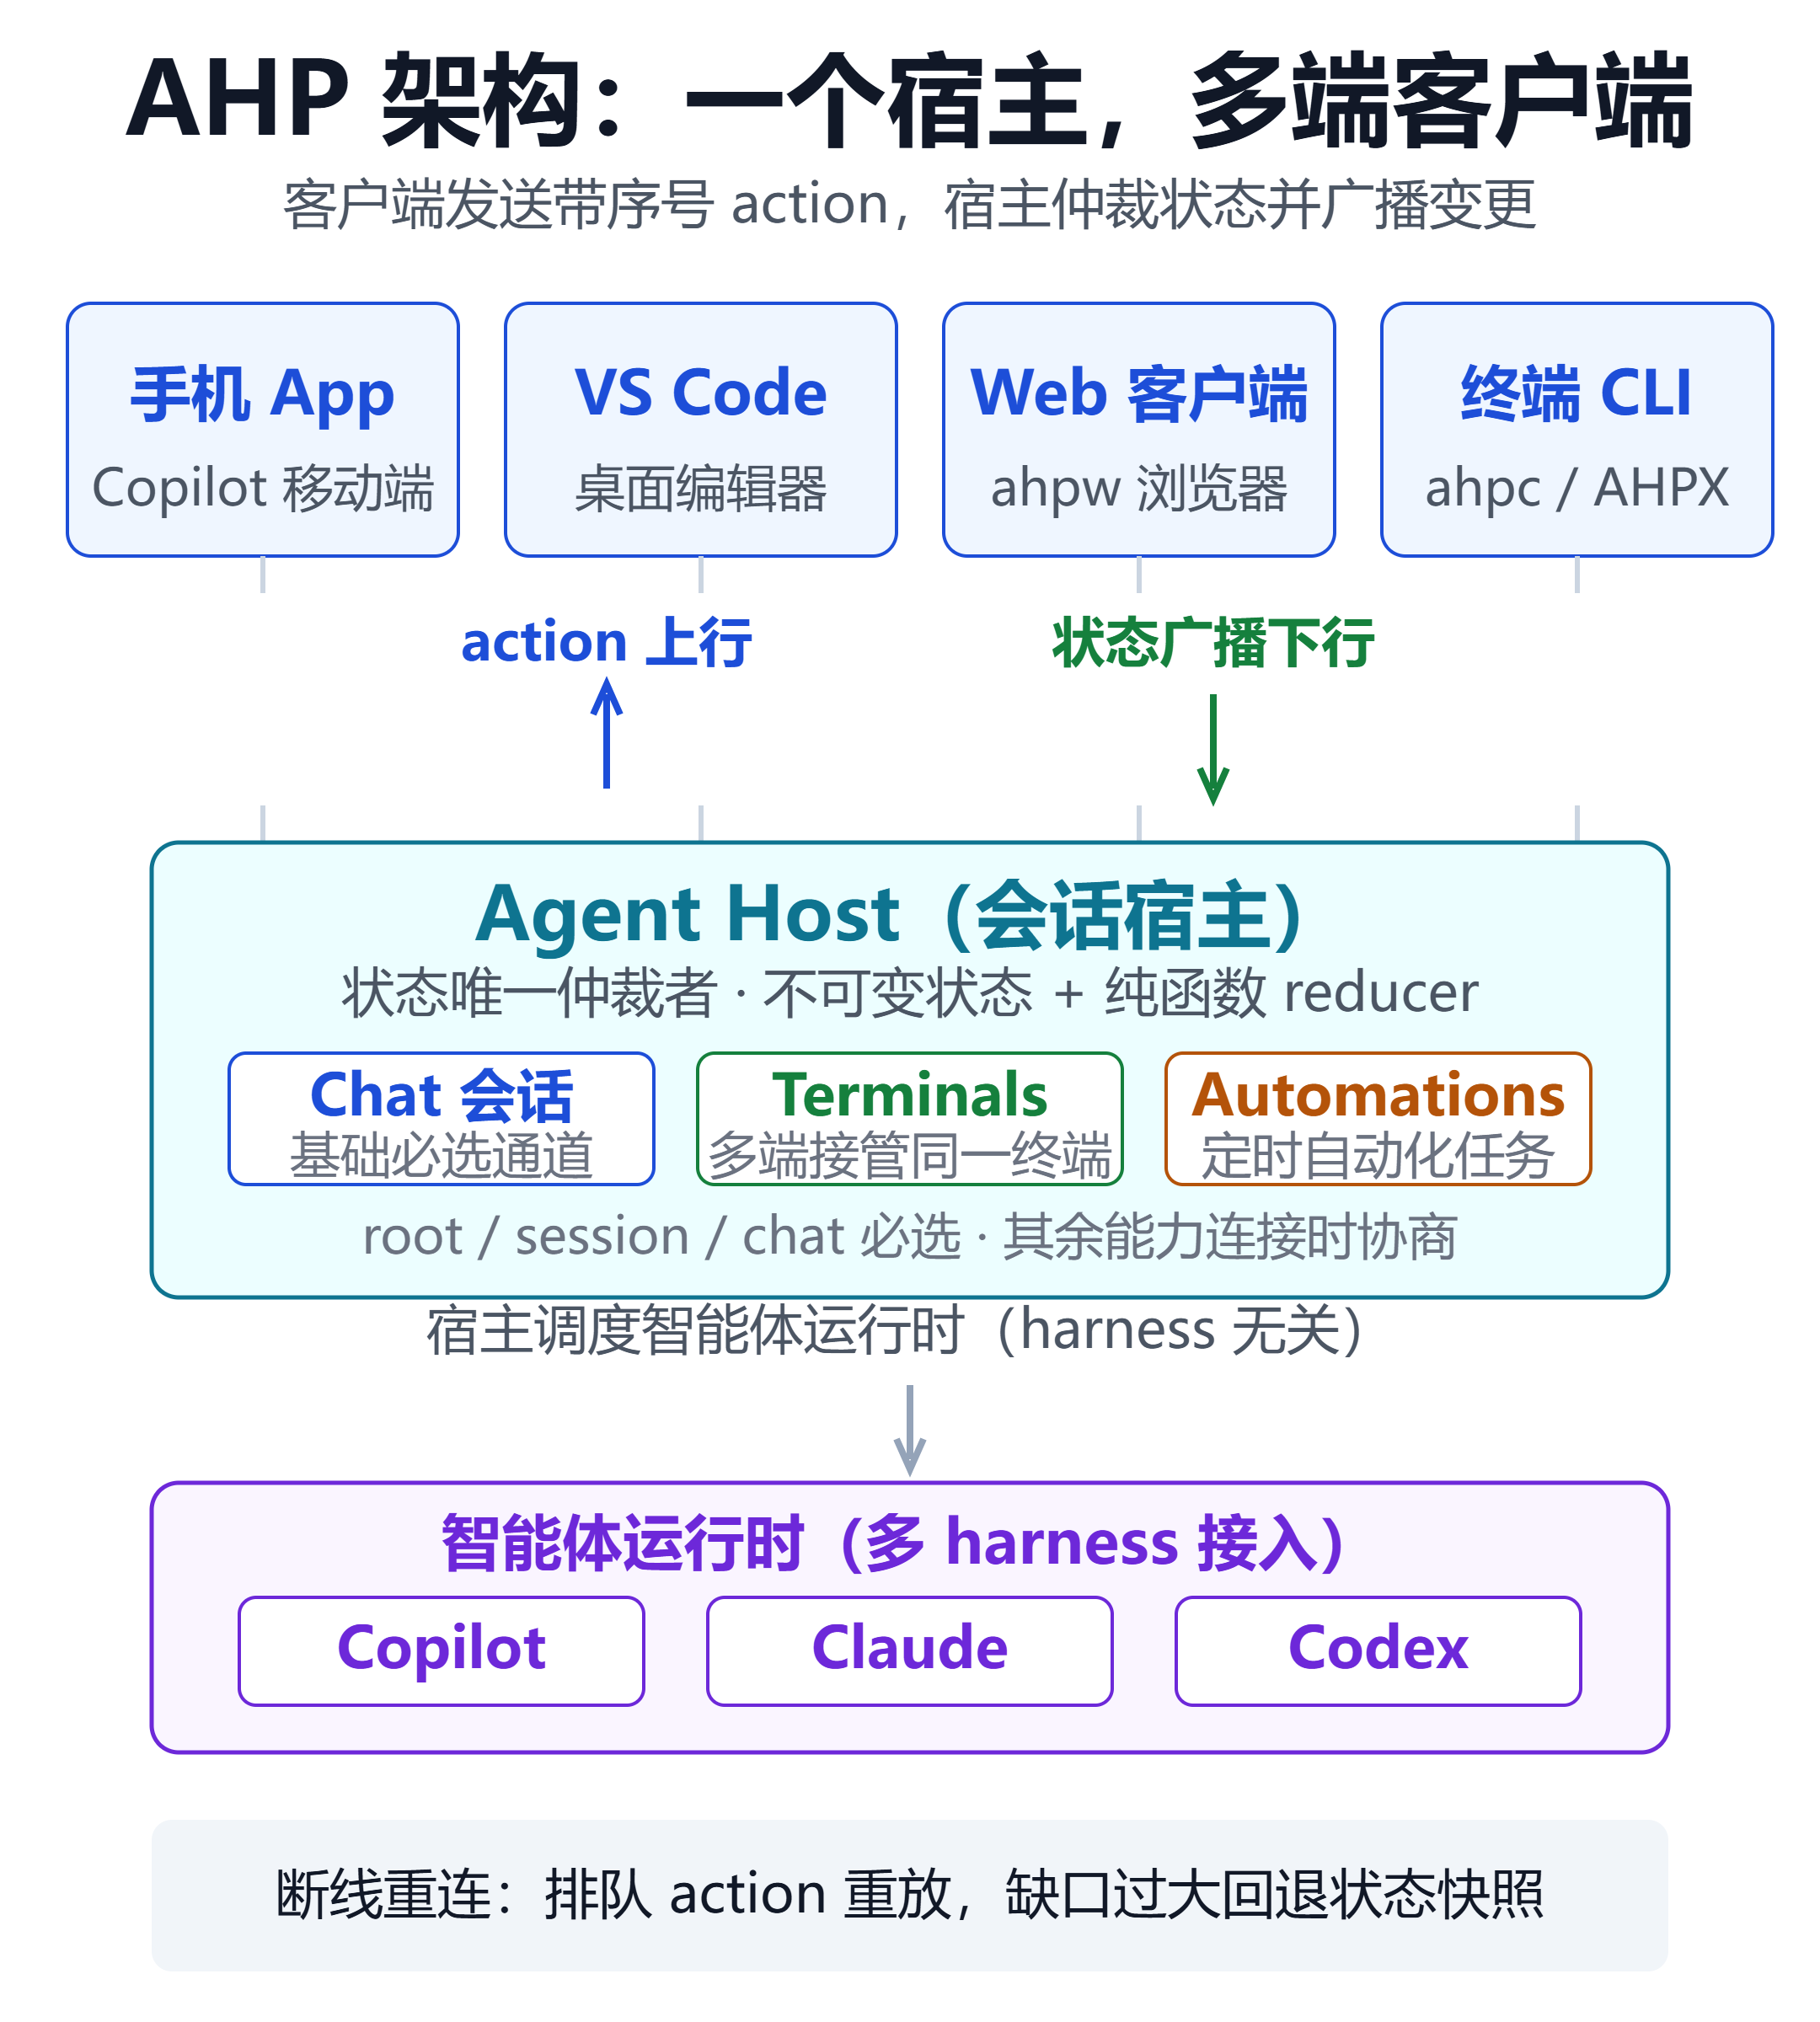 AHP 架构：一个宿主，多端客户端
客户端发送带序号 action，宿主仲裁状态并广播变更
手机 App
Copilot 移动端
VS Code
桌面编辑器
Web 客户端
ahpw 浏览器
终端 CLI
ahpc / AHPX
action 上行
状态广播下行
Agent Host（会话宿主）
状态唯一仲裁者 · 不可变状态 + 纯函数 reducer
Chat 会话
基础必选通道
Terminals
多端接管同一终端
Automations
定时自动化任务
root / session / chat 必选 · 其余能力连接时协商
宿主调度智能体运行时（harness 无关）
智能体运行时（多 harness 接入）
Copilot
Claude
Codex
断线重连：排队 action 重放，缺口过大回退状态快照